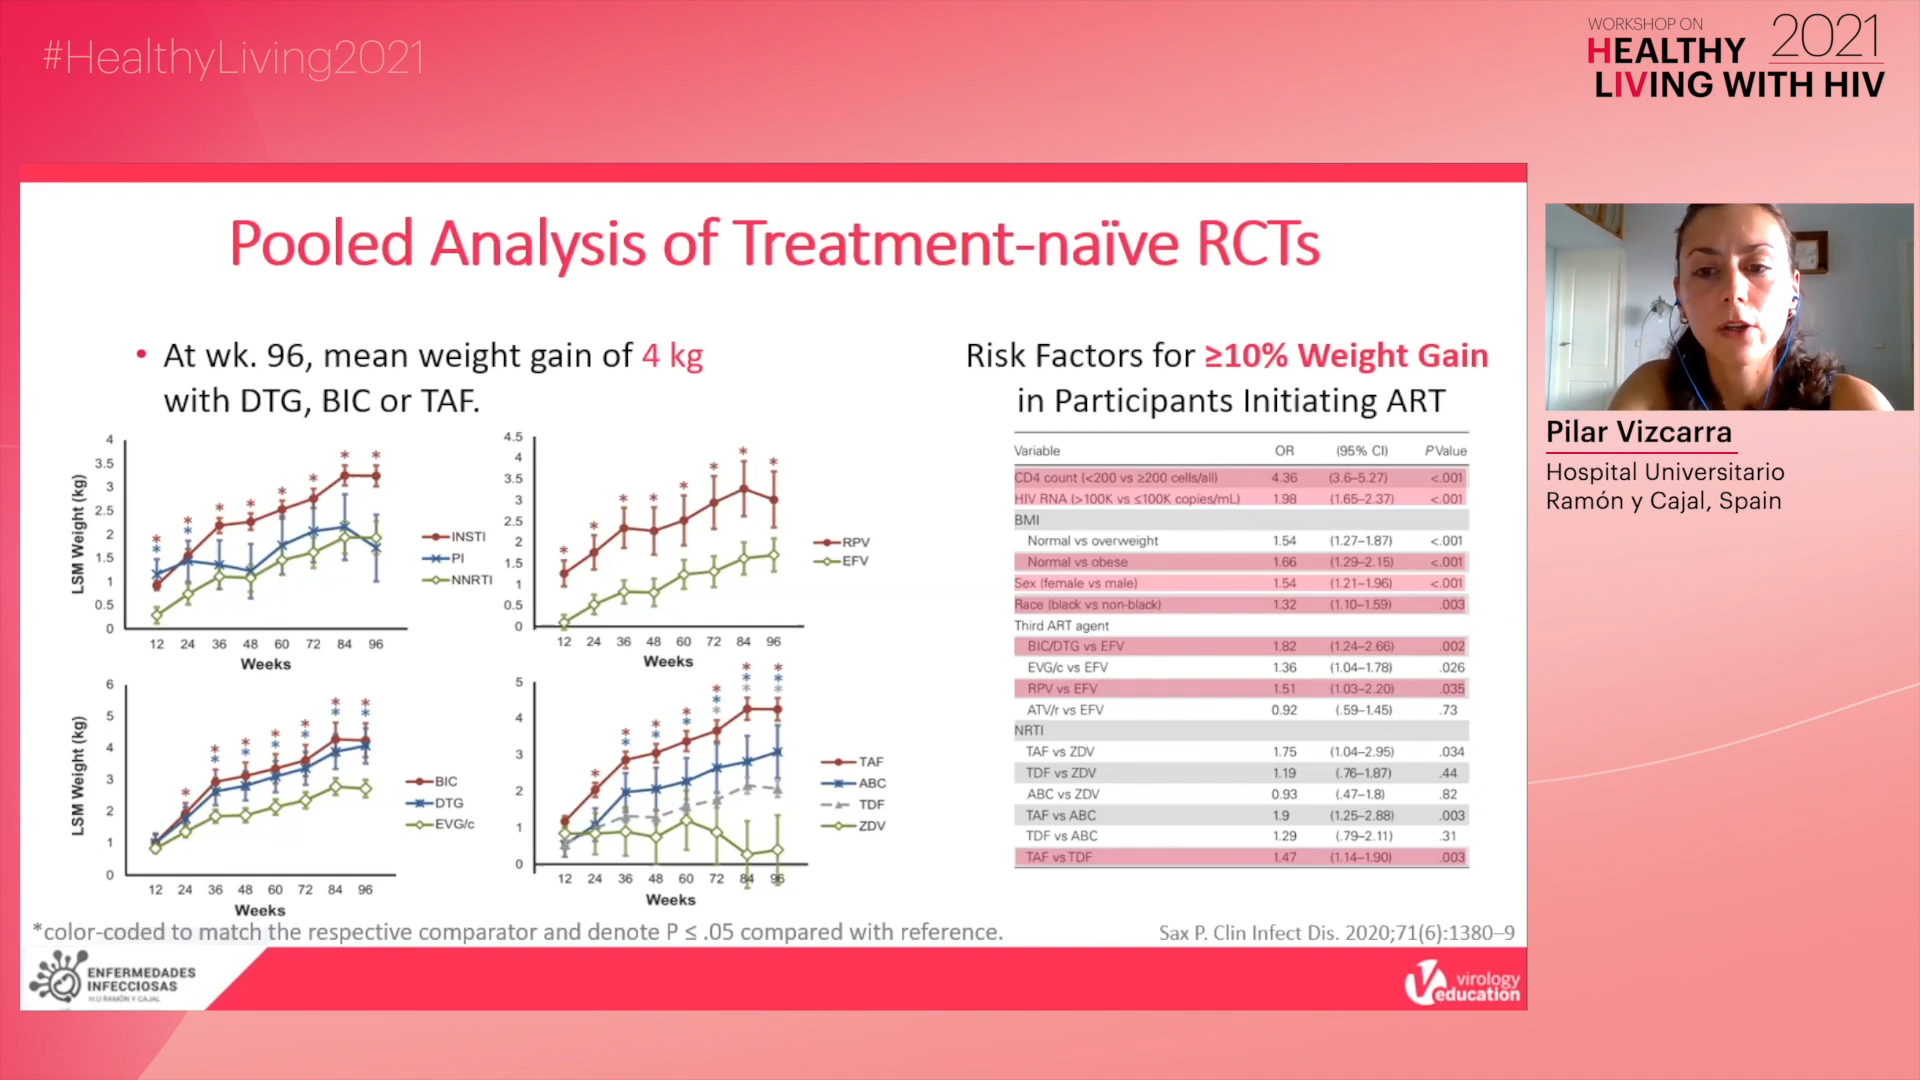 #HealthyLiving2021
WORKSHOP ON
HEALTHY 2021
LIVING WITH HIV
Pooled Analysis of Treatment-naïve RCTs
• At wk. 96, mean weight gain of 4 kg
with DTG, BIC or TAF.
4
3.5
3
2.5
2
1.5
1
0.5
0
LSM Weight (kg)
12 24 36 48 60 72 84 96
Weeks
INSTI
PI
NNRTI
4.5
4
3.5
3
2.5
2
1.5
1
0.5
0
12 24 36 48 60 72 84 96
Weeks
RPV
EFV
6
5
4
3
2
1
0
LSM Weight (kg)
12 24 36 48 60 72 84 96
Weeks
BIC
DTG
EVG/c
5
4
3
2
1
0
12 24 36 48 60 72 84 96
Weeks
TAF
ABC
TDF
ZDV
Risk Factors for ≥10% Weight Gain
in Participants Initiating ART
Variable OR (95% CI) P Value
CD4 count (<200 vs ≥200 cells/all) 4.36 (3.6–5.27) <.001
HIV RNA (>100K vs ≤100K copies/mL) 1.98 (1.65–2.37) <.001
BMI
Normal vs overweight 1.54 (1.27–1.87) <.001
Normal vs obese 1.66 (1.29–2.15) <.001
Sex (female vs male) 1.54 (1.21–1.96) <.001
Race (black vs non-black) 1.32 (1.10–1.59) .003
Third ART agent
BIC/DTG vs EFV 1.82 (1.24–2.66) .002
EVG/c vs EFV 1.36 (1.04–1.78) .026
RPV vs EFV 1.51 (1.03–2.20) .035
ATV/r vs EFV 0.92 (.59–1.45) .73
NRTI
TAF vs ZDV 1.75 (1.04–2.95) .034
TDF vs ZDV 1.19 (.76–1.87) .44
ABC vs ZDV 0.93 (.47–1.8) .82
TAF vs ABC 1.9 (1.25–2.88) .003
TDF vs ABC 1.29 (.79–2.11) .31
TAF vs TDF 1.47 (1.14–1.90) .003
*color-coded to match the respective comparator and denote P ≤ .05 compared with reference.
Sax P. Clin Infect Dis. 2020;71(6):1380–9
ENFERMEDADES
INFECCIOSAS
H.U RAMÓN Y CAJAL
virology
education
Pilar Vizcarra
Hospital Universitario
Ramón y Cajal, Spain